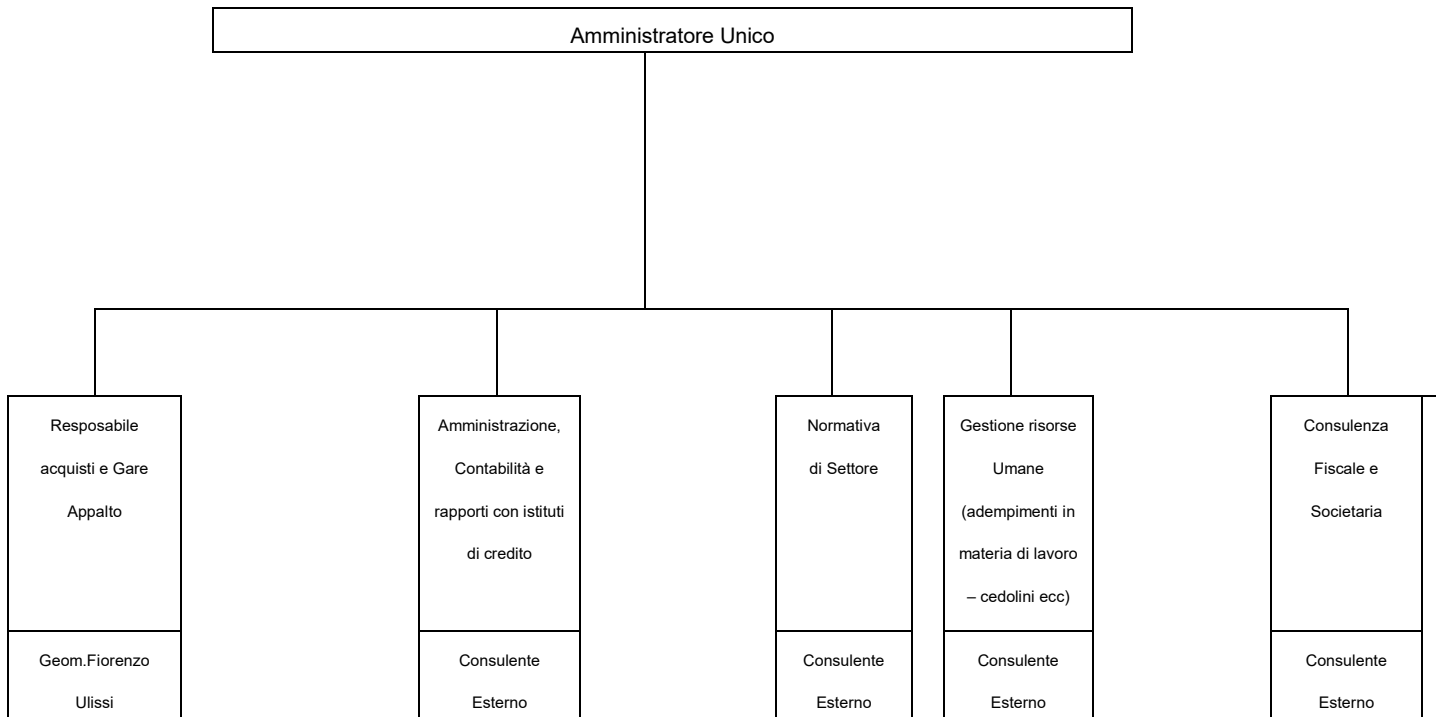 Amministratore Unico
Resposabile
acquisti e Gare
Appalto
Geom.Fiorenzo
Ulissi
Amministrazione,
Contabilità e
rapporti con istituti
di credito
Consulente
Esterno
Normativa
di Settore
Consulente
Esterno
Gestione risorse
Umane
(adempimenti in
materia di lavoro
– cedolini ecc)
Consulente
Esterno
Consulenza
Fiscale e
Societaria
Consulente
Esterno